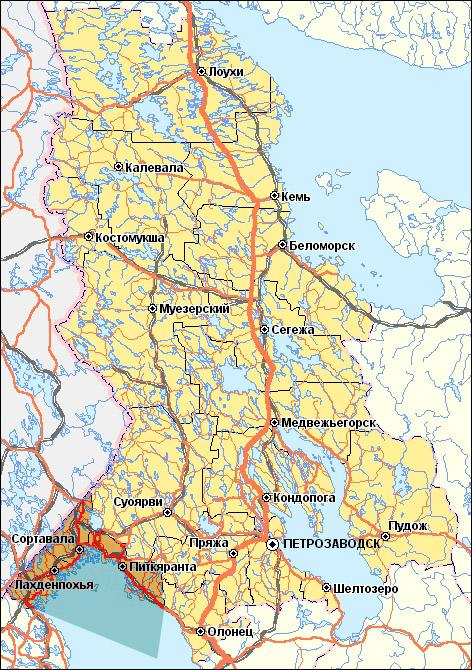 Лоухи
Калевала
Кемь
Костомукша
Беломорск
Муезерский
Сегежа
Медвежьегорск
Суоярви
Кондопога
Пудож
Сортавала
Пряжа
ПЕТРОЗАВОДСК
Питкяранта
Лахденпохья
Шелтозеро
Олонец